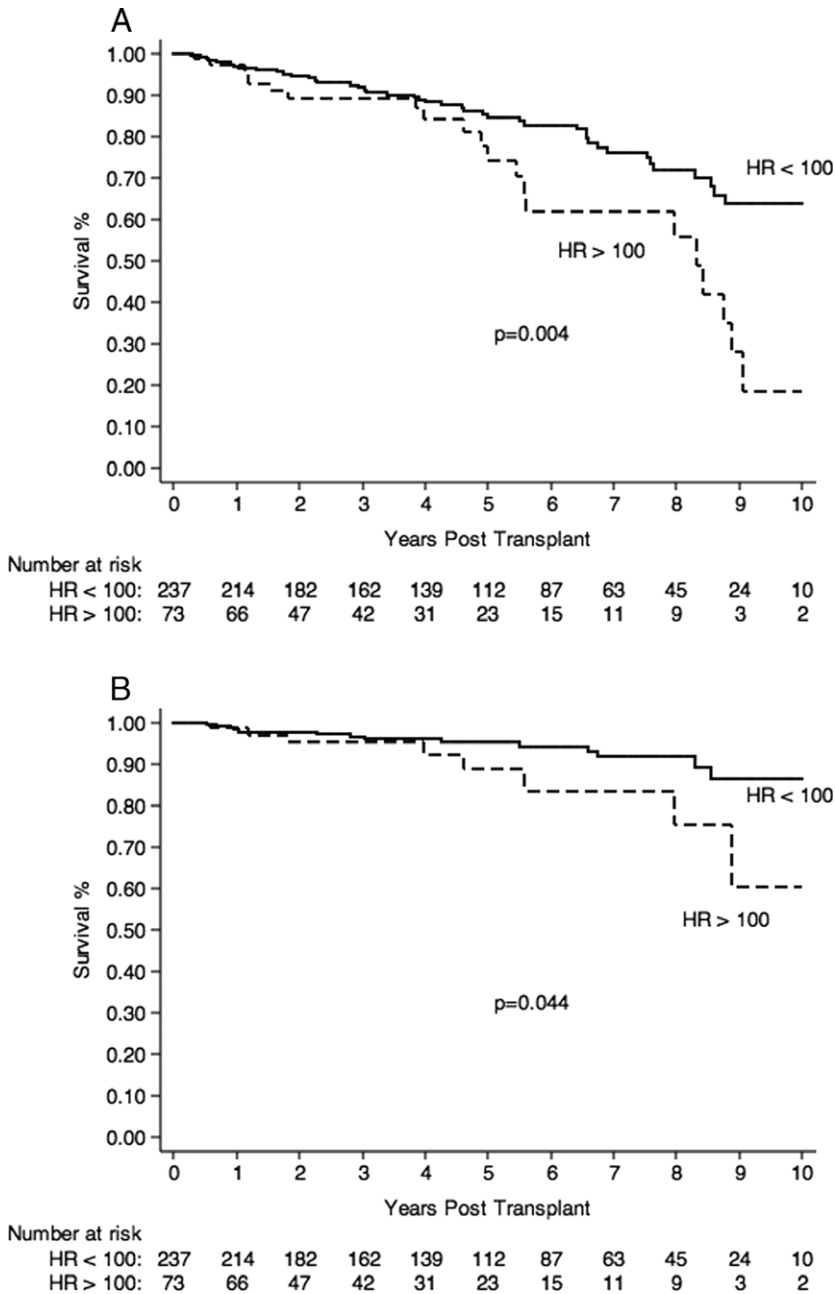 A
1.00
0.90
0.80
0.70
0.60
0.50
0.40
0.30
0.20
0.10
0.00
Survival %
HR < 100
HR > 100
p=0.004
0 1 2 3 4 5 6 7 8 9 10
Years Post Transplant
Number at risk
HR < 100: 237 214 182 162 139 112 87 63 45 24 10
HR > 100: 73 66 47 42 31 23 15 11 9 3 2
B
1.00
0.90
0.80
0.70
0.60
0.50
0.40
0.30
0.20
0.10
0.00
Survival %
HR < 100
HR > 100
p=0.044
0 1 2 3 4 5 6 7 8 9 10
Years Post Transplant
Number at risk
HR < 100: 237 214 182 162 139 112 87 63 45 24 10
HR > 100: 73 66 47 42 31 23 15 11 9 3 2